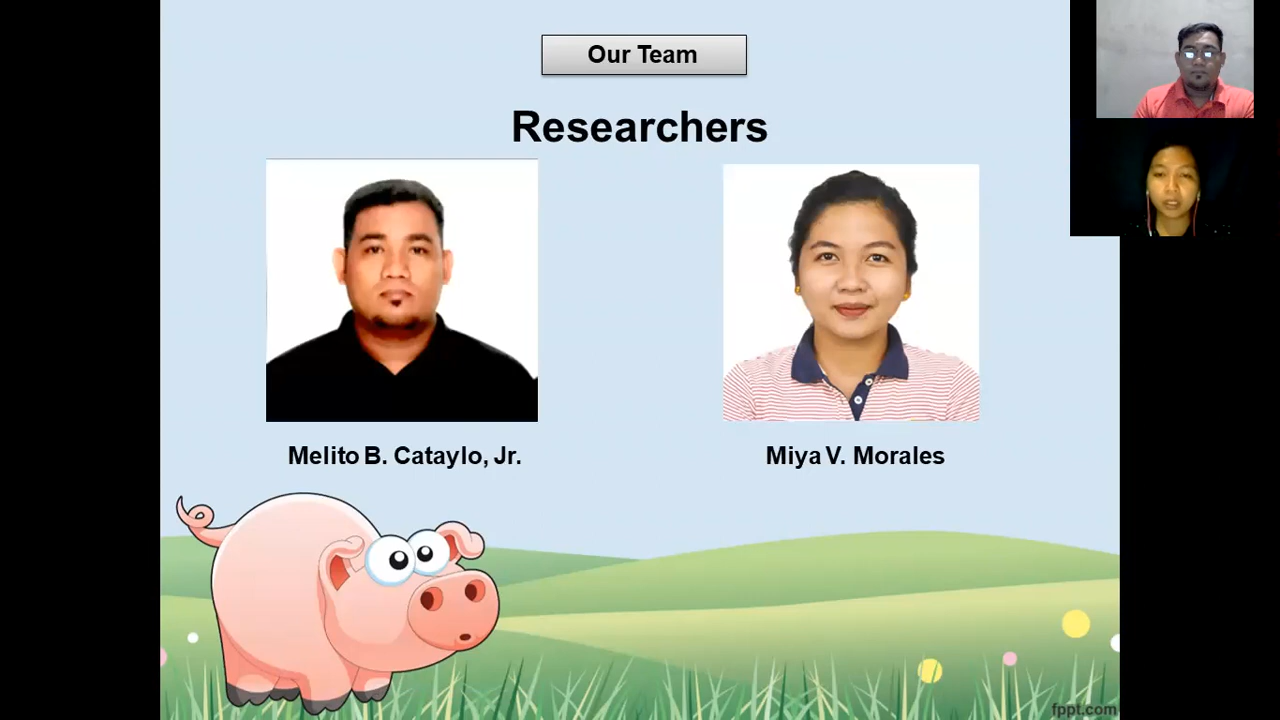 Our Team
Researchers
Melito B. Cataylo, Jr.
Miya V. Morales
fppt.com